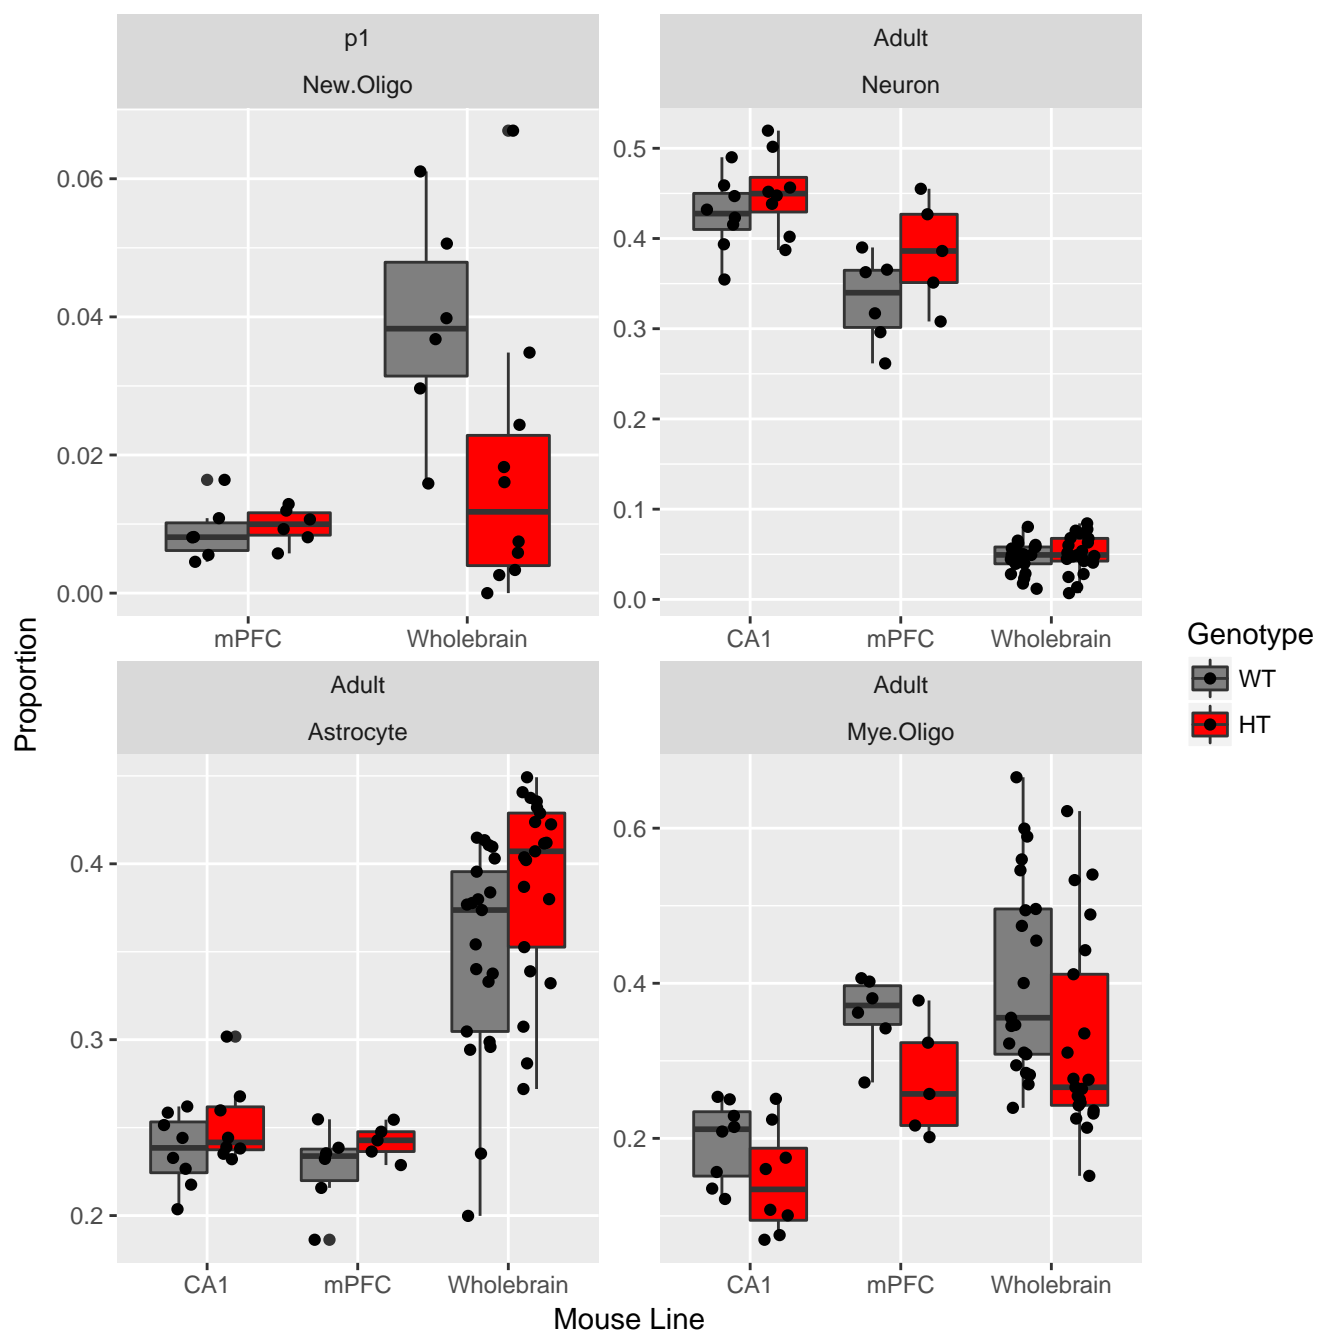 p1
New.Oligo
0.06
0.04
0.02
0.00
mPFC Wholebrain
Adult
Neuron
0.5
0.4
0.3
0.2
0.1
0.0
CA1 mPFC Wholebrain
Adult
Astrocyte
0.4
0.3
0.2
CA1 mPFC Wholebrain
Adult
Mye.Oligo
0.6
0.4
0.2
CA1 mPFC Wholebrain
Proportion
Mouse Line
Genotype
WT
HT